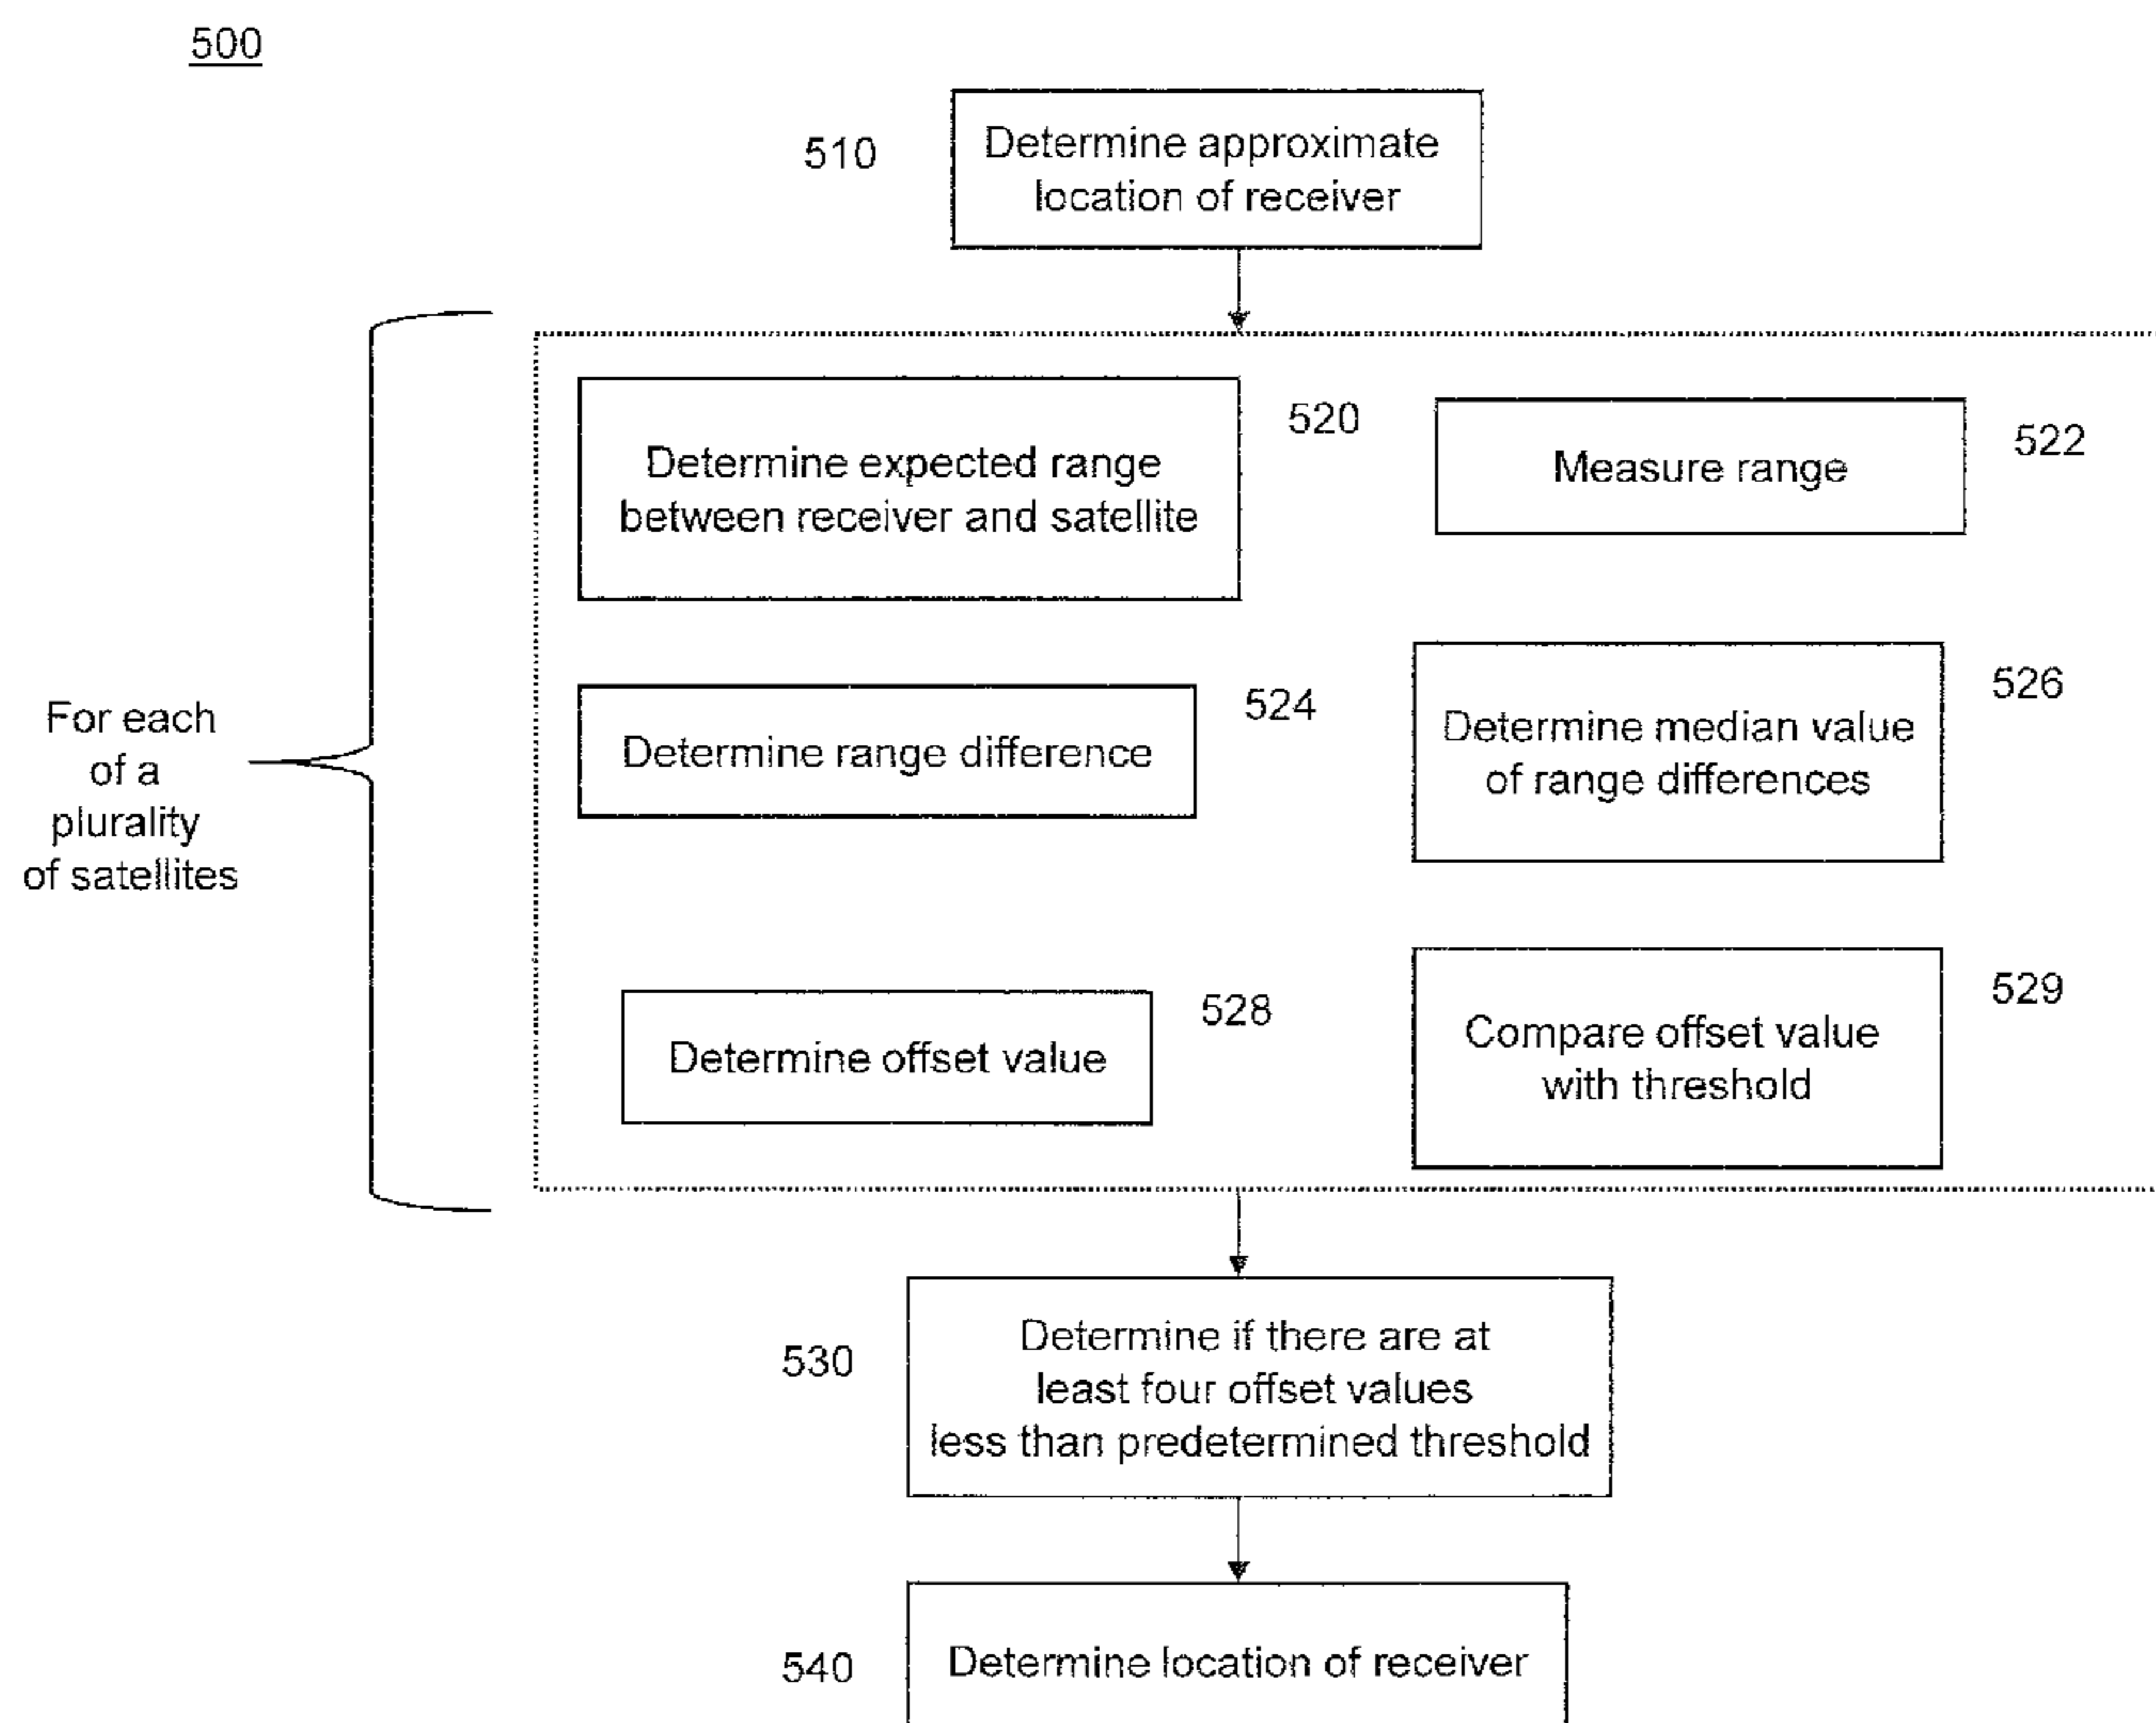 500
510
Determine approximate
location of receiver
520
Determine expected range
between receiver and satellite
522
Measure range
For each
of a
plurality
of satellites
524
Determine range difference
526
Determine median value
of range differences
528
Determine offset value
529
Compare offset value
with threshold
530
Determine if there are at
least four offset values
less than predetermined threshold
540
Determine location of receiver